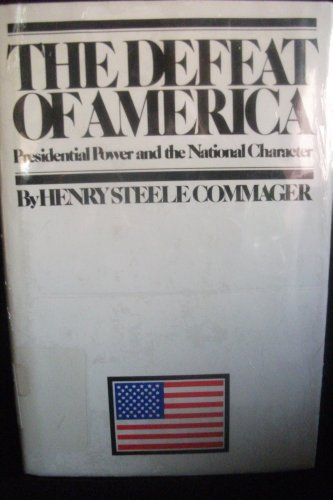 THE DEFEAT
OF AMERICA
Presidential Power and the National Character
By HENRY STEELE COMMAGER